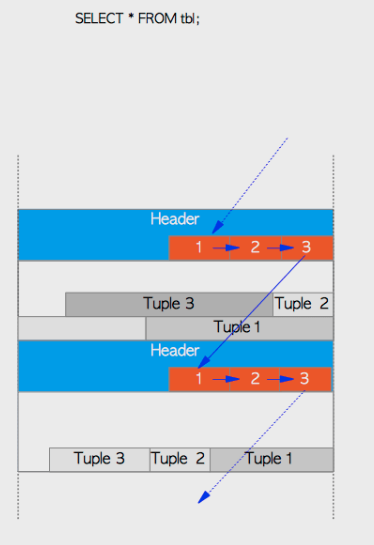 SELECT * FROM tbl;
Header
1 2 3
Tuple 3 Tuple 2
Tuple 1
Header
1 2 3
Tuple 3 Tuple 2 Tuple 1